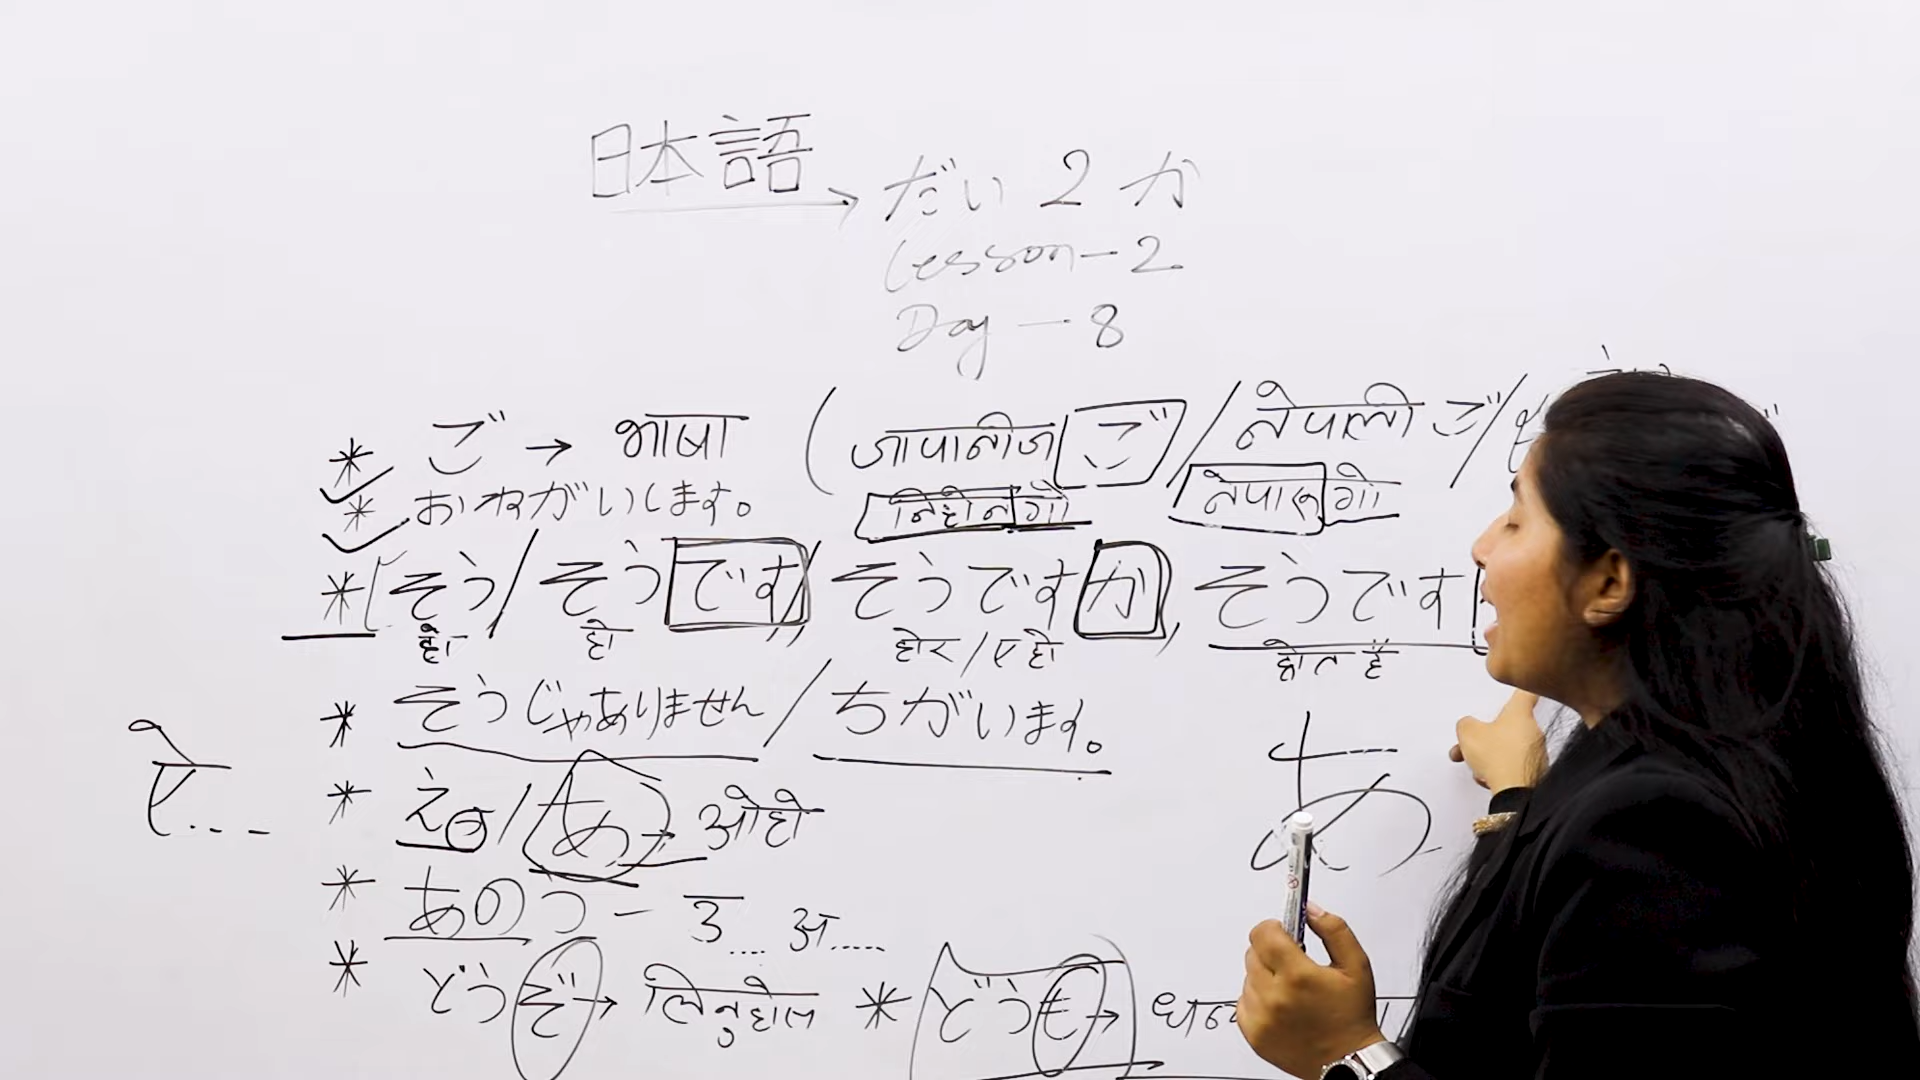 日本語 → だい 2 か
Lesson - 2
Day - 8
* ご → भाषा ( जापानीज ご / नेपाली ご /
निहोन गो नेपाल गो
* おねがいします。
* そう / そうです // そうですか, そうです
हो हो होर / ए हो होत है
* そうじゃありません / ちがいます。
ए...
* え / あ → ओहो
あ
* あのう - उ.... अ.....
* どうぞ → लिनुहोस * どうも → धन्य